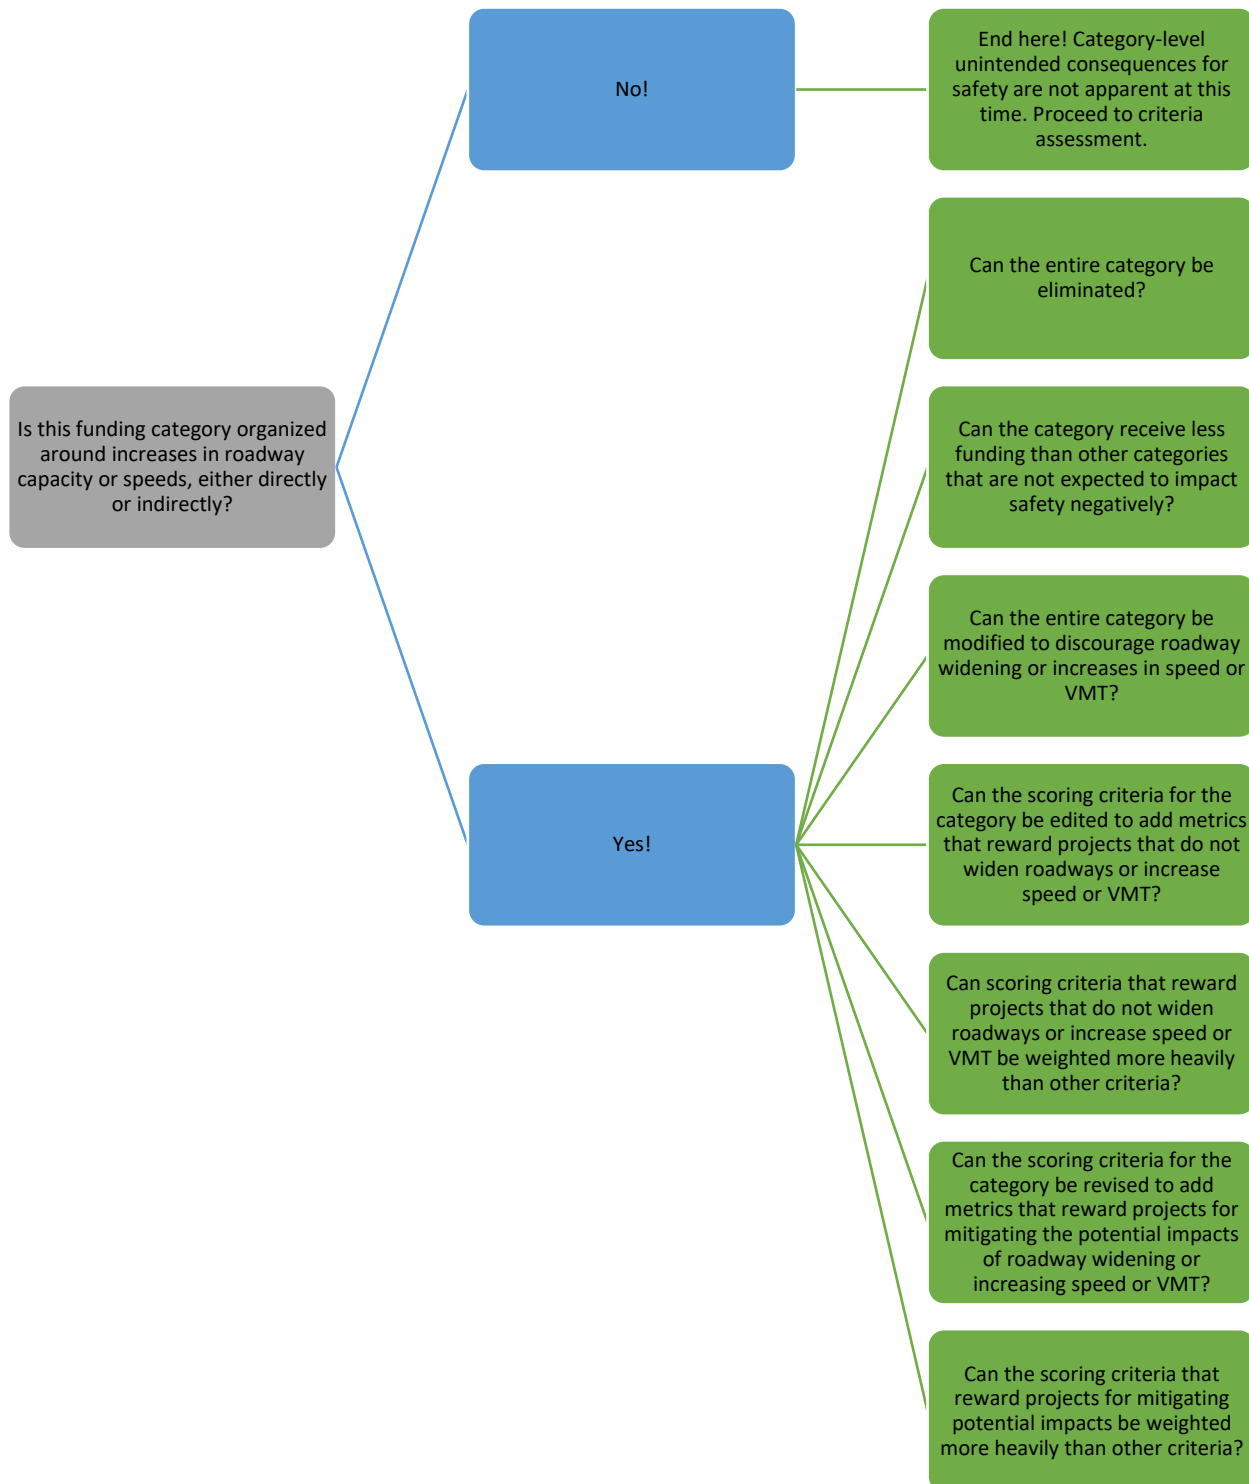 Is this funding category organized
around increases in roadway
capacity or speeds, either directly
or indirectly?
No!
End here! Category-level
unintended consequences for
safety are not apparent at this
time. Proceed to criteria
assessment.
Yes!
Can the entire category be
eliminated?
Can the category receive less
funding than other categories
that are not expected to impact
safety negatively?
Can the entire category be
modified to discourage roadway
widening or increases in speed or
VMT?
Can the scoring criteria for the
category be edited to add metrics
that reward projects that do not
widen roadways or increase
speed or VMT?
Can scoring criteria that reward
projects that do not widen
roadways or increase speed or
VMT be weighted more heavily
than other criteria?
Can the scoring criteria for the
category be revised to add
metrics that reward projects for
mitigating the potential impacts
of roadway widening or
increasing speed or VMT?
Can the scoring criteria that
reward projects for mitigating
potential impacts be weighted
more heavily than other criteria?